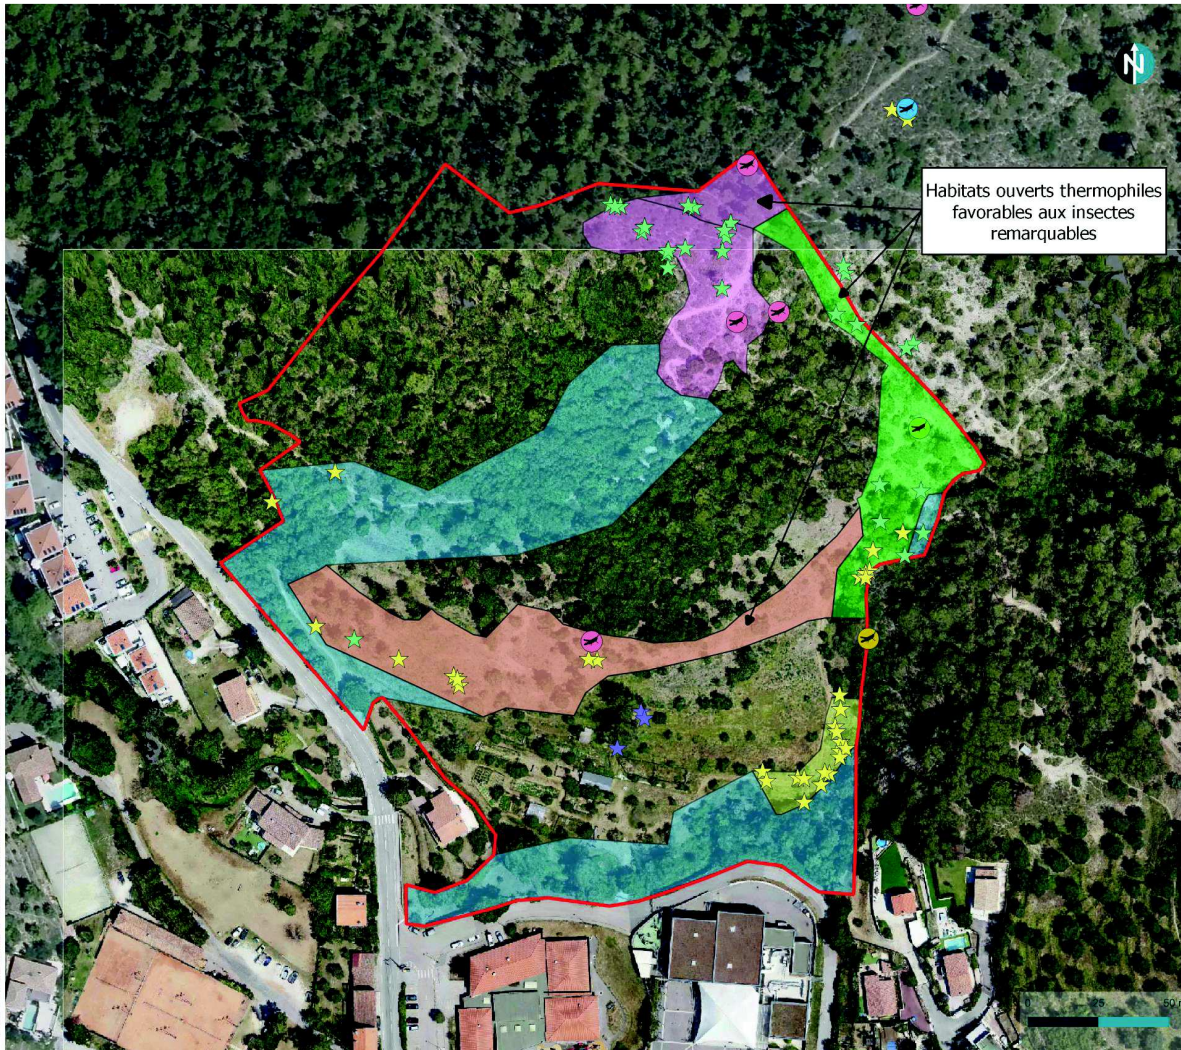 N
Habitats ouverts thermophiles
favorables aux insectes
remarquables
0 25 50 m